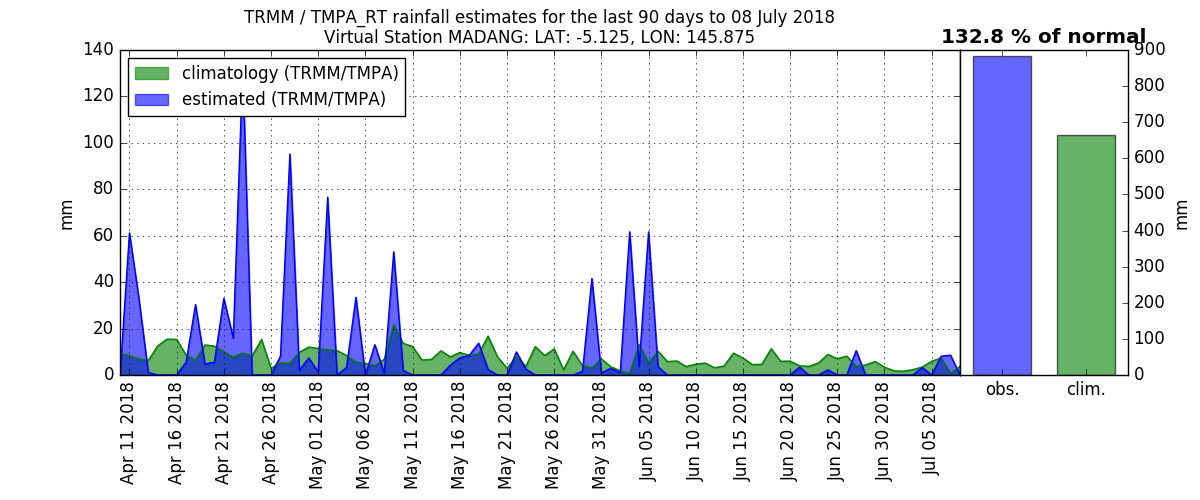 TRMM / TMPA_RT rainfall estimates for the last 90 days to 08 July 2018
Virtual Station MADANG: LAT: -5.125, LON: 145.875
132.8 % of normal
climatology (TRMM/TMPA)
estimated (TRMM/TMPA)
140
120
100
80
60
40
20
0
mm
Apr 11 2018
Apr 16 2018
Apr 21 2018
Apr 26 2018
May 01 2018
May 06 2018
May 11 2018
May 16 2018
May 21 2018
May 26 2018
May 31 2018
Jun 05 2018
Jun 10 2018
Jun 15 2018
Jun 20 2018
Jun 25 2018
Jun 30 2018
Jul 05 2018
obs.
clim.
900
800
700
600
500
400
300
200
100
0
mm